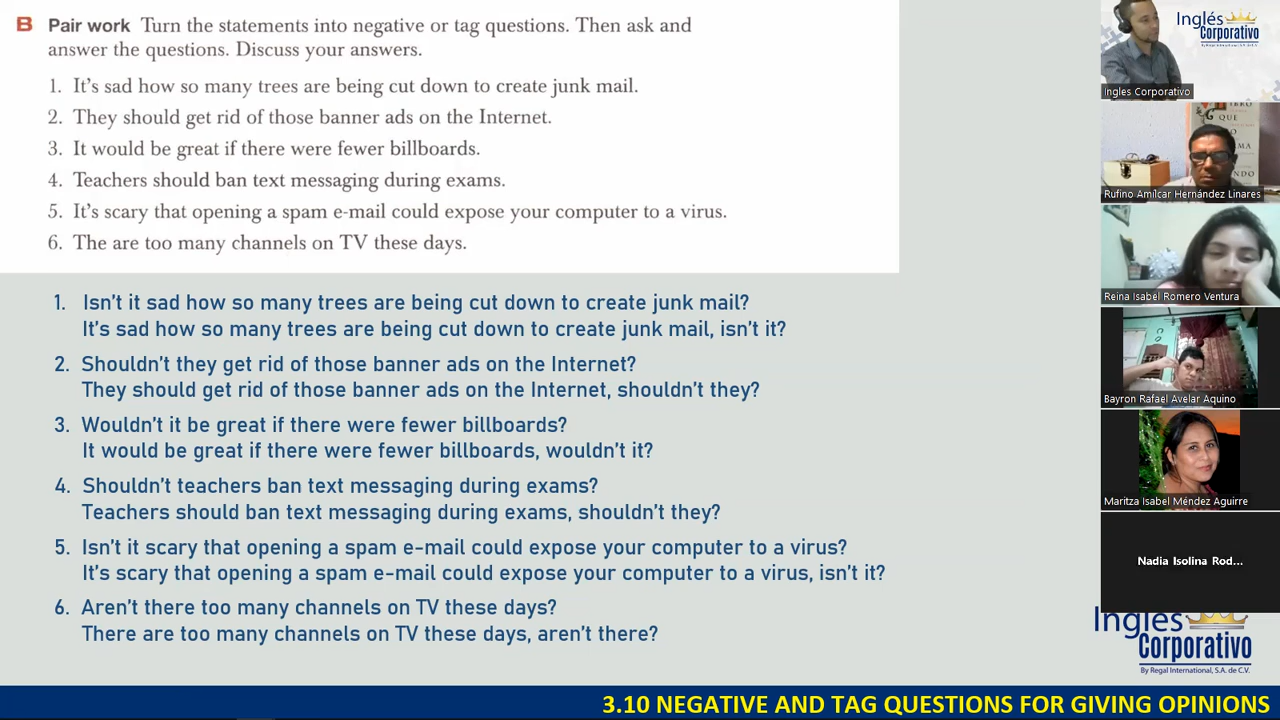 B Pair work Turn the statements into negative or tag questions. Then ask and
answer the questions. Discuss your answers.
1. It's sad how so many trees are being cut down to create junk mail.
2. They should get rid of those banner ads on the Internet.
3. It would be great if there were fewer billboards.
4. Teachers should ban text messaging during exams.
5. It's scary that opening a spam e-mail could expose your computer to a virus.
6. The are too many channels on TV these days.
1. Isn't it sad how so many trees are being cut down to create junk mail?
It's sad how so many trees are being cut down to create junk mail, isn't it?
2. Shouldn't they get rid of those banner ads on the Internet?
They should get rid of those banner ads on the Internet, shouldn't they?
3. Wouldn't it be great if there were fewer billboards?
It would be great if there were fewer billboards, wouldn't it?
4. Shouldn't teachers ban text messaging during exams?
Teachers should ban text messaging during exams, shouldn't they?
5. Isn't it scary that opening a spam e-mail could expose your computer to a virus?
It's scary that opening a spam e-mail could expose your computer to a virus, isn't it?
6. Aren't there too many channels on TV these days?
There are too many channels on TV these days, aren't there?
Inglés
Corporativo
By Regal International, S.A. de C.V.
Ingles Corporativo
QUE
Rufino Amílcar Hernández Linares
Reina Isabel Romero Ventura
Bayron Rafael Avelar Aquino
Maritza Isabel Méndez Aguirre
Nadia Isolina Rod...
Inglés
Corporativo
By Regal International, S.A. de C.V.
3.10 NEGATIVE AND TAG QUESTIONS FOR GIVING OPINIONS